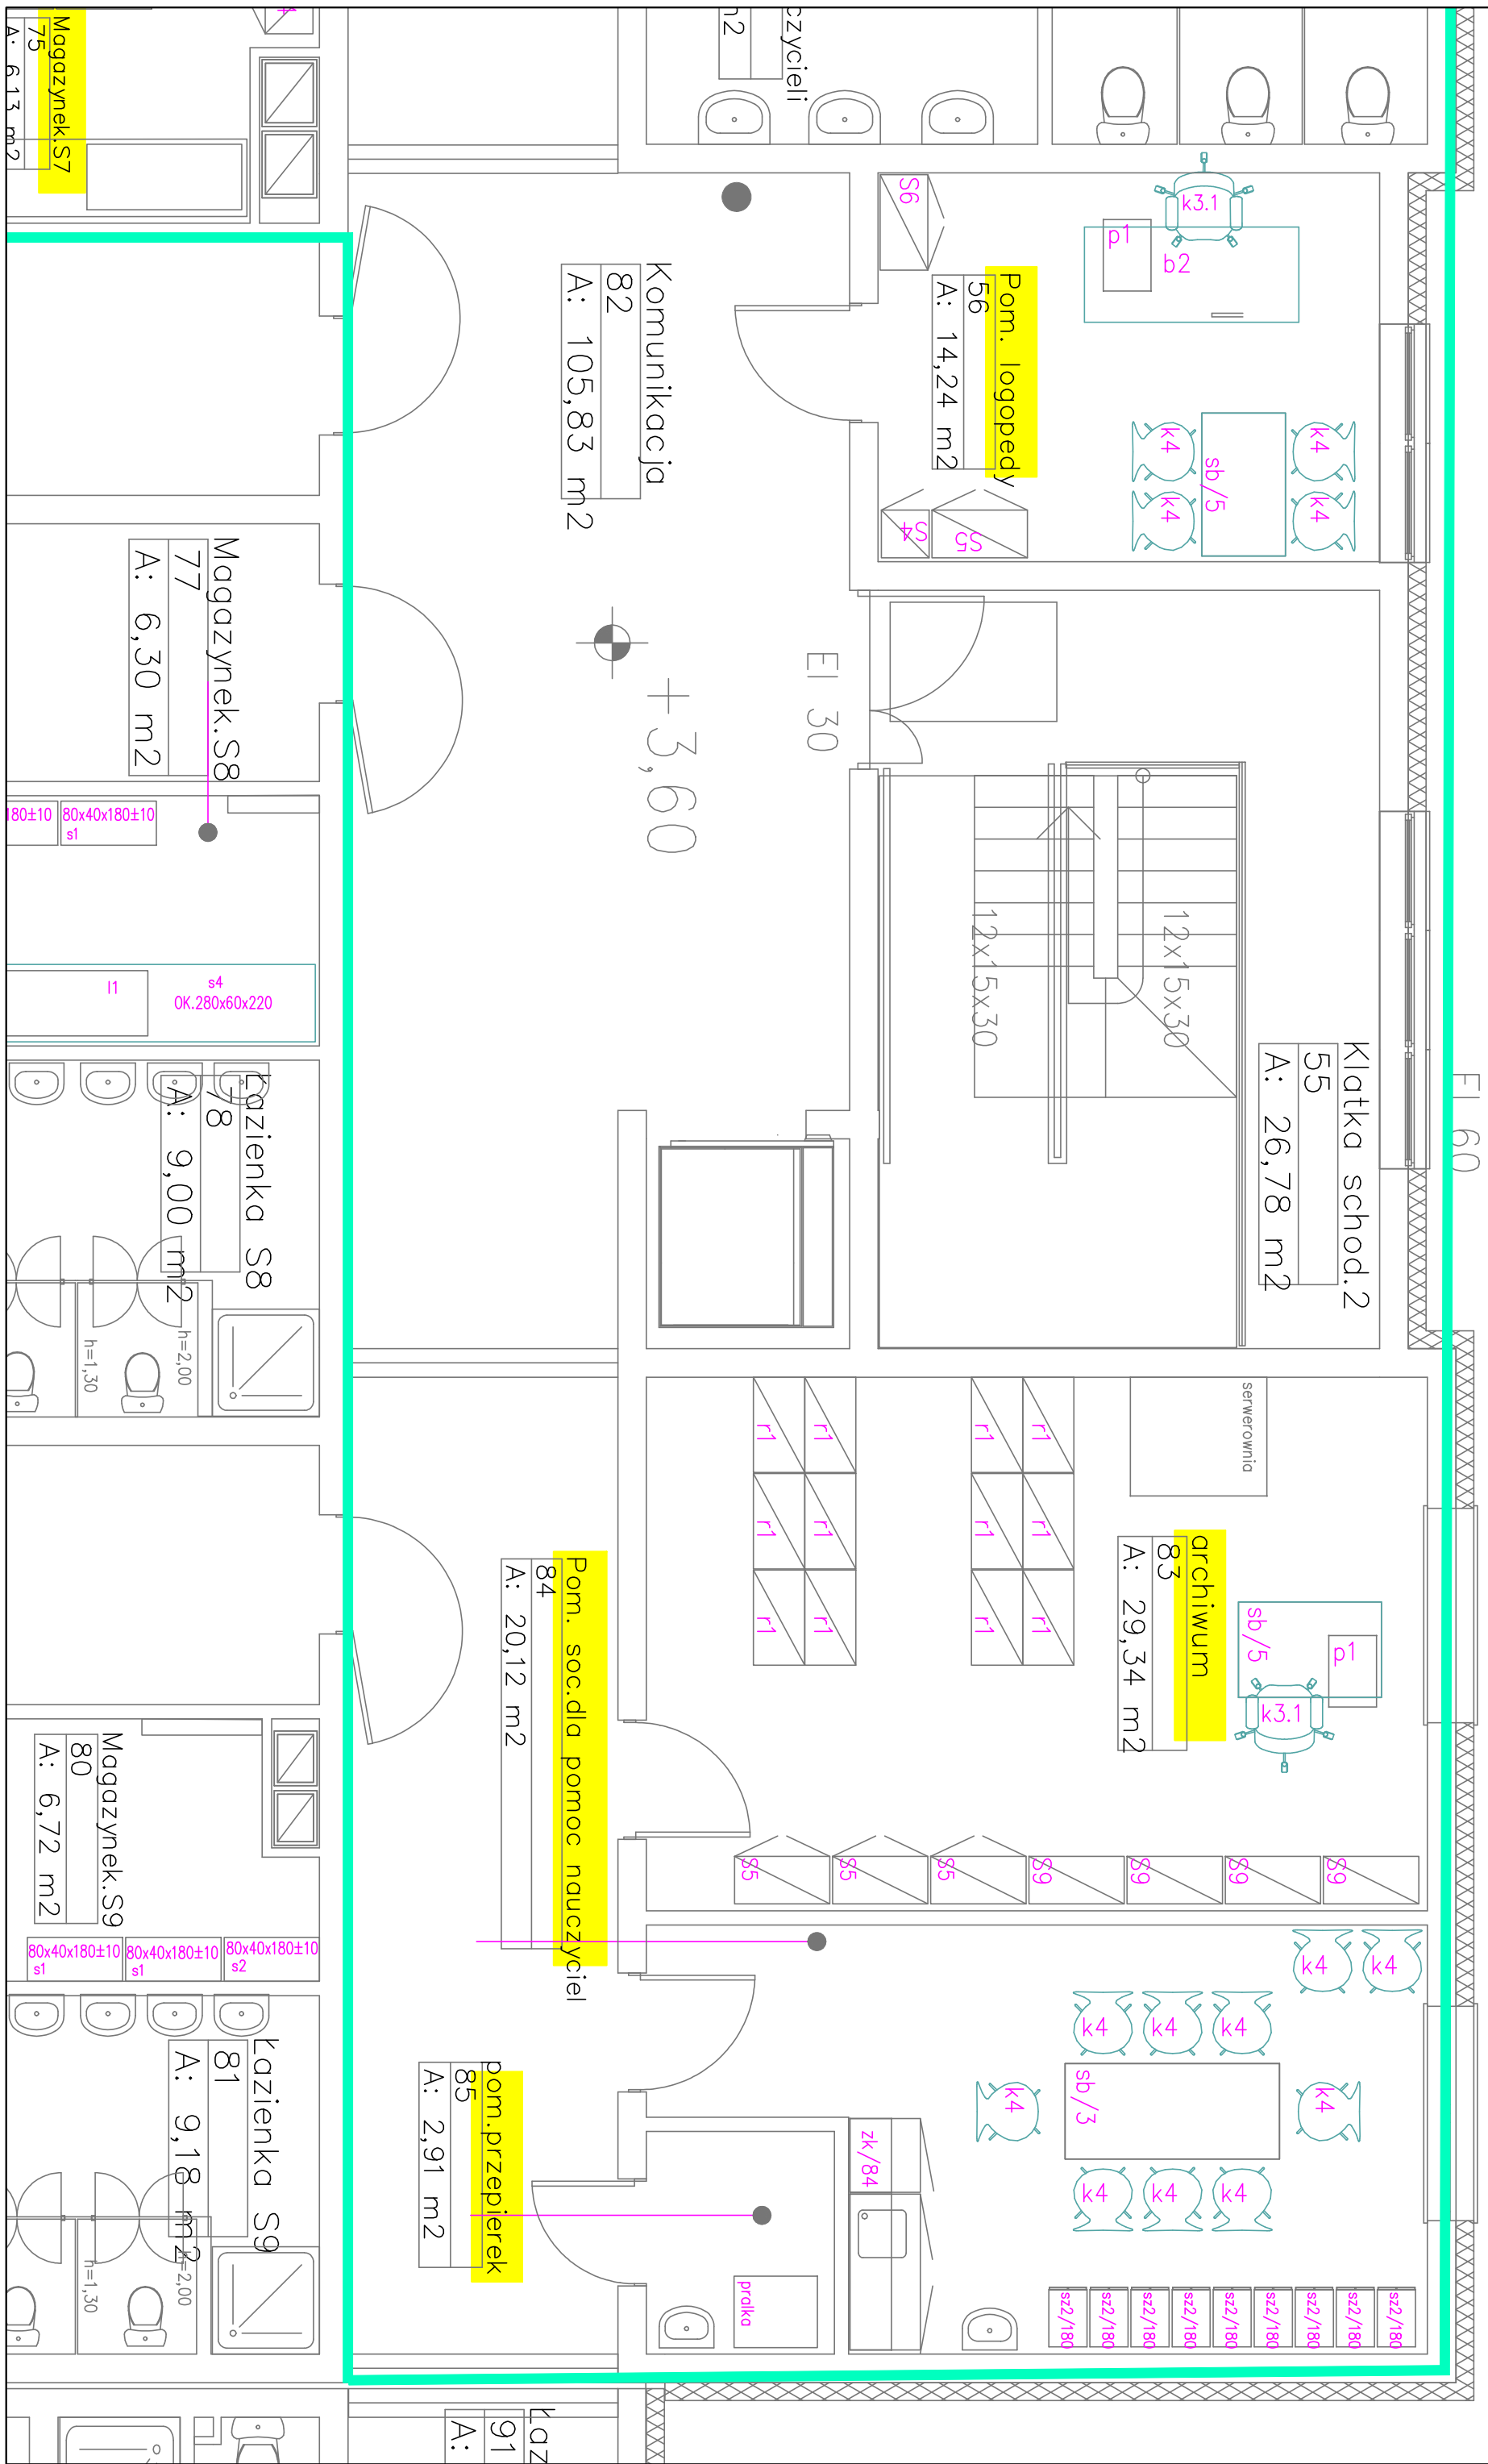 Magazynek.S7
75
A: 6,13 m2
czycieli
m2
k3.1
p1
b2
S6
Pom. logopedy
56
A: 14,24 m2
k4
k4
k4
k4
sb/5
S4
S5
Komunikacja
82
A: 105,83 m2
+3,60
EI 30
12x15x30
12x15x30
Klatka schod.2
55
A: 26,78 m2
EI 60
Magazynek.S8
77
A: 6,30 m2
180±10
80x40x180±10
s1
l1
s4
OK.280x60x220
Łazienka S8
78
A: 9,00 m2
h=2,00
h=1,30
serwerownia
r1
r1
r1
r1
r1
r1
r1
r1
r1
r1
r1
r1
archiwum
83
A: 29,34 m2
sb/5
p1
k3.1
S5
S5
S5
S9
S9
S9
S9
Pom. soc.dla pomoc nauczyciel
84
A: 20,12 m2
Magazynek.S9
80
A: 6,72 m2
80x40x180±10
s1
80x40x180±10
s1
80x40x180±10
s2
k4
k4
k4
k4
k4
k4
k4
sb/3
k4
k4
k4
zk/84
pom.przepierek
85
A: 2,91 m2
pralka
sz2/180
sz2/180
sz2/180
sz2/180
sz2/180
sz2/180
sz2/180
sz2/180
sz2/180
Łazienka S9
81
A: 9,18 m2
h=2,00
h=1,30
Łaz
91
A: